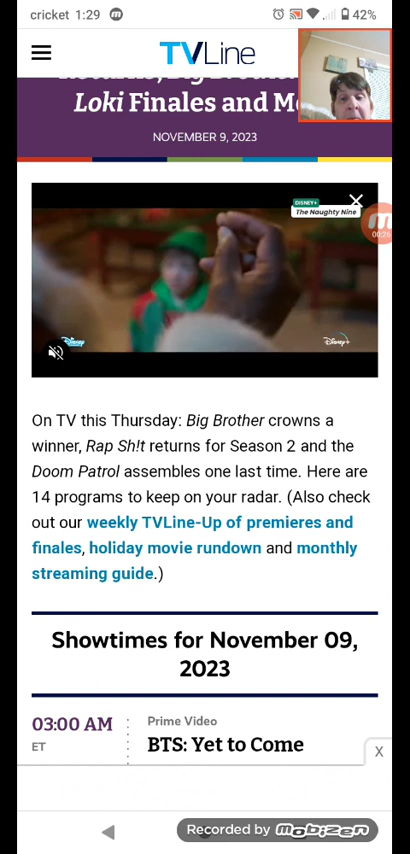 cricket 1:29
42%
TVLine
Loki Finales and
NOVEMBER 9, 2023
DISNEY+
The Naughty Nine
00:26
Disney+
On TV this Thursday: Big Brother crowns a
winner, Rap Sh!t returns for Season 2 and the
Doom Patrol assembles one last time. Here are
14 programs to keep on your radar. (Also check
out our weekly TVLine-Up of premieres and
finales, holiday movie rundown and monthly
streaming guide.)
Showtimes for November 09,
2023
03:00 AM
ET
Prime Video
BTS: Yet to Come
X
Recorded by mobizen